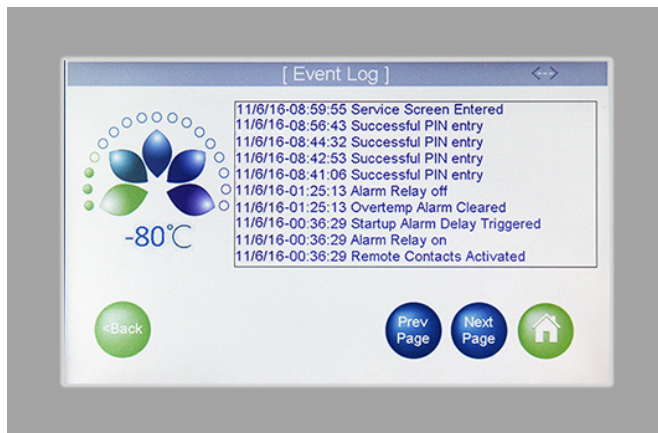 [ Event Log ]
<-->
11/6/16-08:59:55 Service Screen Entered
11/6/16-08:56:43 Successful PIN entry
11/6/16-08:44:32 Successful PIN entry
11/6/16-08:42:53 Successful PIN entry
11/6/16-08:41:06 Successful PIN entry
11/6/16-01:25:13 Alarm Relay off
11/6/16-01:25:13 Overtemp Alarm Cleared
11/6/16-00:36:29 Startup Alarm Delay Triggered
11/6/16-00:36:29 Alarm Relay on
11/6/16-00:36:29 Remote Contacts Activated
-80°C
<Back
Prev
Page
Next
Page